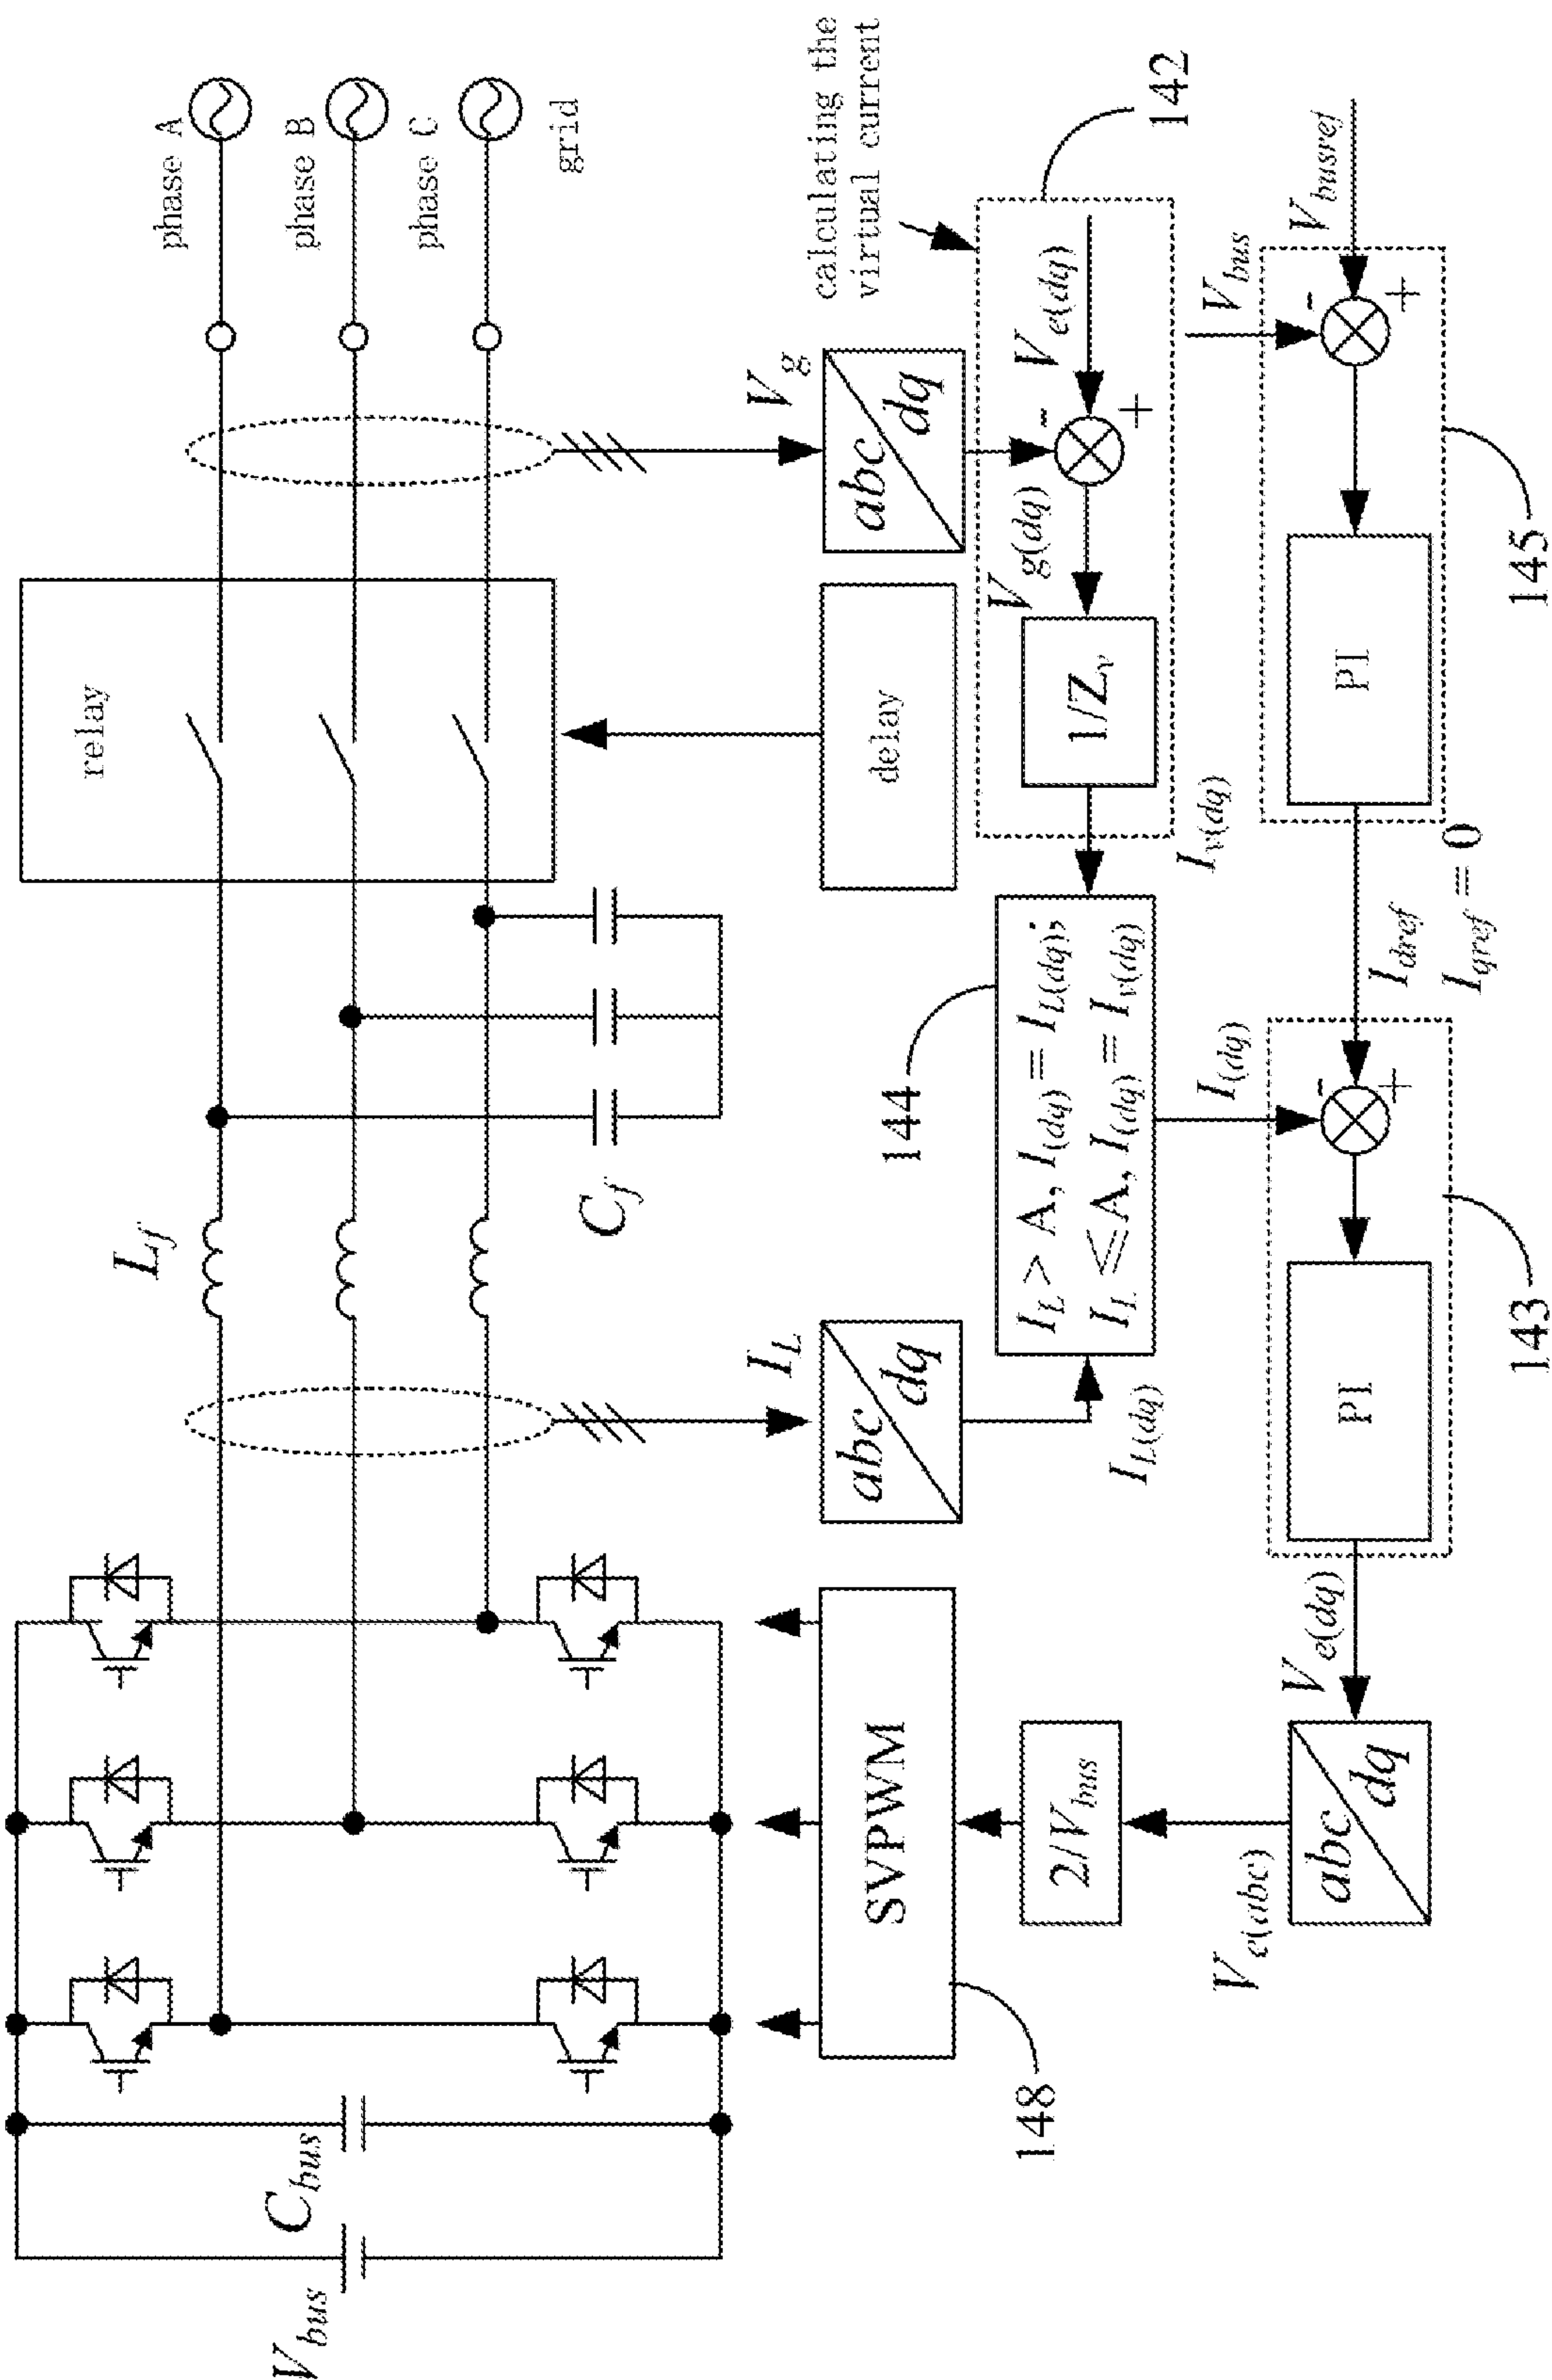 relay
phase A
phase B
phase C
grid
L_f
C_f
V_bus
C_bus
I_L
V_g
abc
dq
abc
dq
SVPWM
148
delay
calculating the
virtual current
142
V_e(dq)
-
+
V_g(dq)
1/Z_v
I_v(dq)
I_L(dq)
144
I_L > A, I_(dq) = I_L(dq);
I_L ≤ A, I_(dq) = I_v(dq)
2/V_bus
V_e(abc)
abc
dq
V_e(dq)
PI
143
I_(dq)
-
+
I_dref
I_qref = 0
PI
145
V_bus
-
+
V_busref